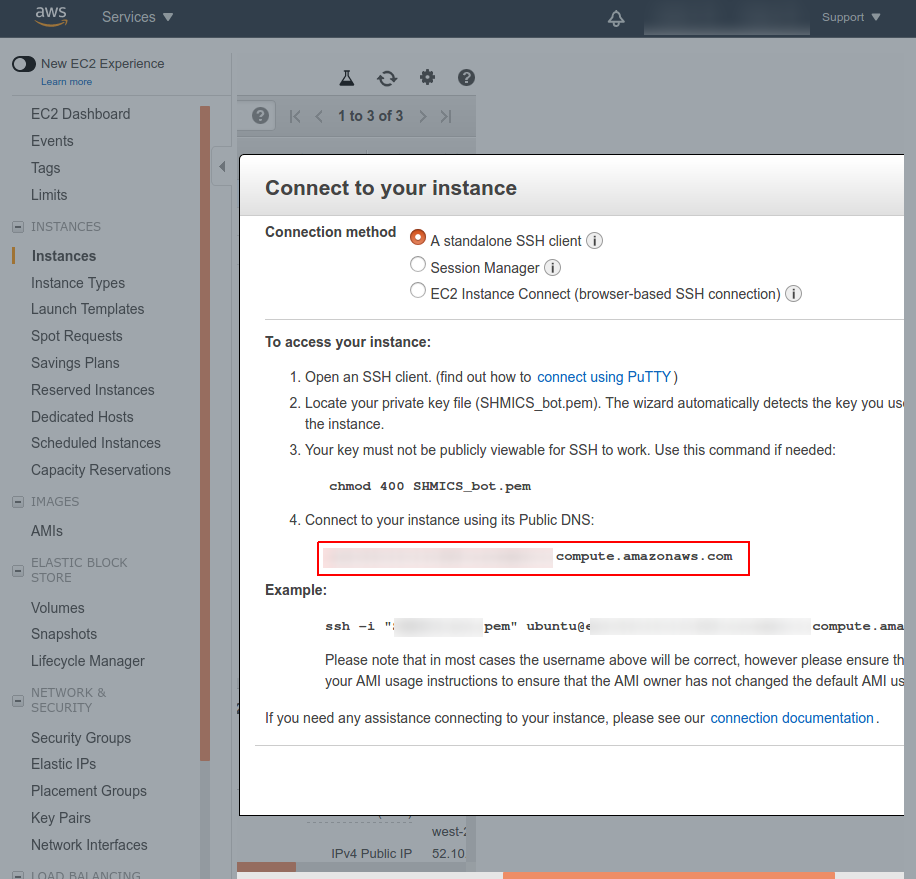 aws
Services
Support
New EC2 Experience
Learn more
EC2 Dashboard
Events
Tags
Limits
INSTANCES
Instances
Instance Types
Launch Templates
Spot Requests
Savings Plans
Reserved Instances
Dedicated Hosts
Scheduled Instances
Capacity Reservations
IMAGES
AMIs
ELASTIC BLOCK
STORE
Volumes
Snapshots
Lifecycle Manager
NETWORK &
SECURITY
Security Groups
Elastic IPs
Placement Groups
Key Pairs
Network Interfaces
LOAD BALANCING
1 to 3 of 3
Connect to your instance
Connection method
A standalone SSH client
Session Manager
EC2 Instance Connect (browser-based SSH connection)
To access your instance:
1. Open an SSH client. (find out how to connect using PuTTY)
2. Locate your private key file (SHMICS_bot.pem). The wizard automatically detects the key you use
the instance.
3. Your key must not be publicly viewable for SSH to work. Use this command if needed:
chmod 400 SHMICS_bot.pem
4. Connect to your instance using its Public DNS:
compute.amazonaws.com
Example:
ssh -i " pem" ubuntu@e compute.ama
Please note that in most cases the username above will be correct, however please ensure th
your AMI usage instructions to ensure that the AMI owner has not changed the default AMI us
If you need any assistance connecting to your instance, please see our connection documentation.
west-2
IPv4 Public IP 52.10